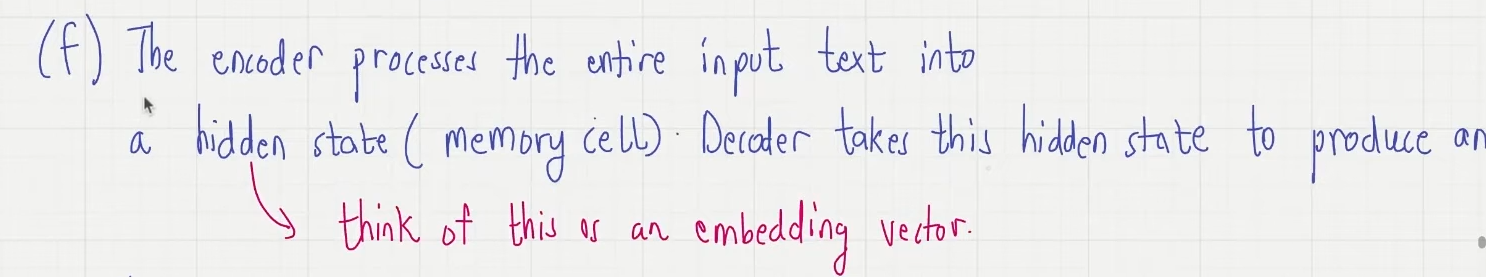 (f) The encoder processes the entire input text into
a hidden state ( memory cell). Decoder takes this hidden state to produce an
think of this as an embedding vector.